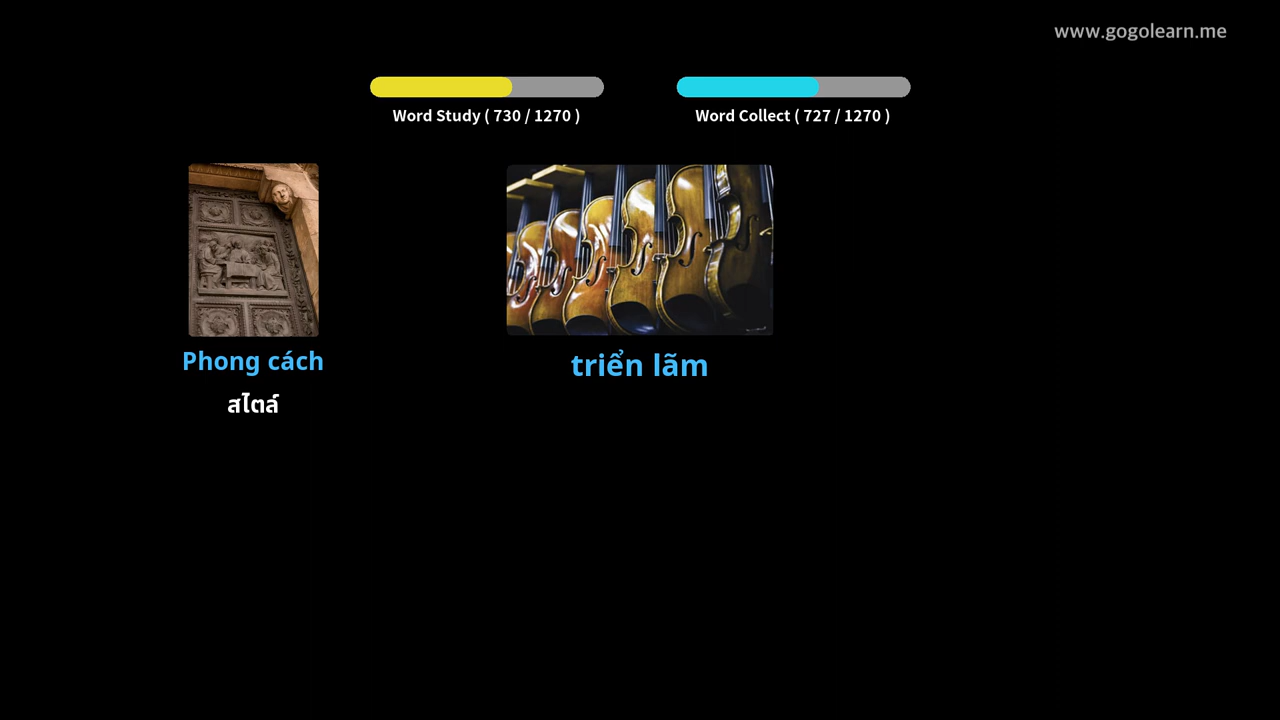 www.gogolearn.me
Word Study ( 730 / 1270 )
Word Collect ( 727 / 1270 )
Phong cách
สไตล์
triển lãm